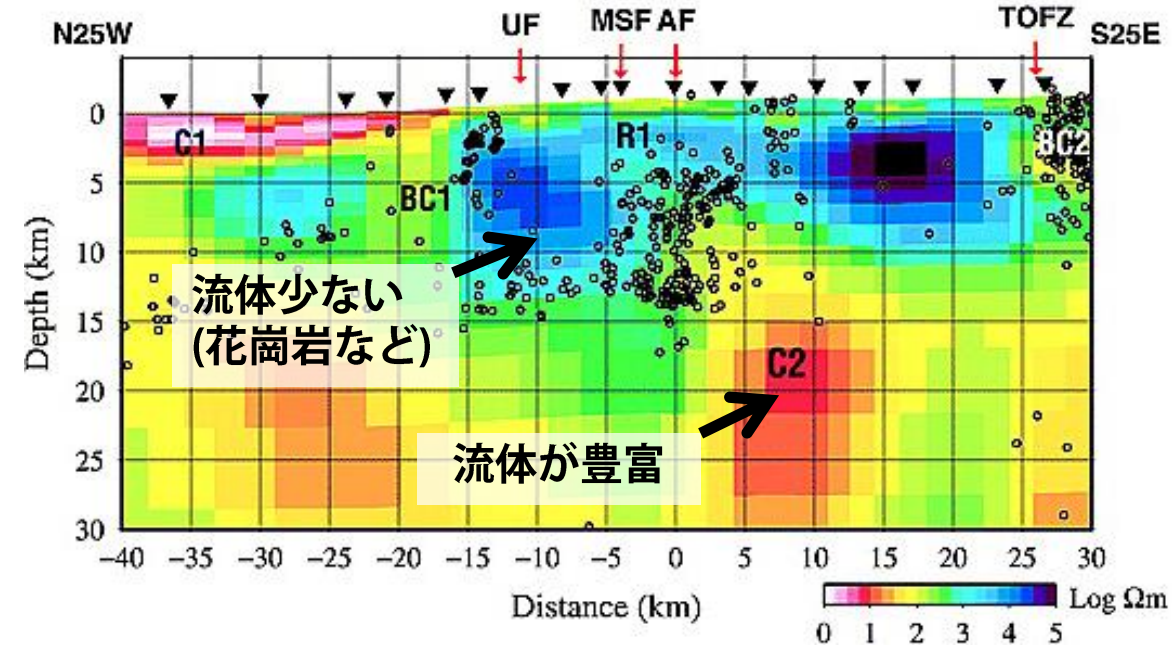 N25W
UF
MSF
AF
TOFZ
S25E
C1
R1
BC2
BC1
流体少ない
(花崗岩など)
C2
流体が豊富
Depth (km)
0
5
10
15
20
25
30
−40 −35 −30 −25 −20 −15 −10 −5 0 5 10 15 20 25 30
Distance (km)
Log Ωm
0 1 2 3 4 5